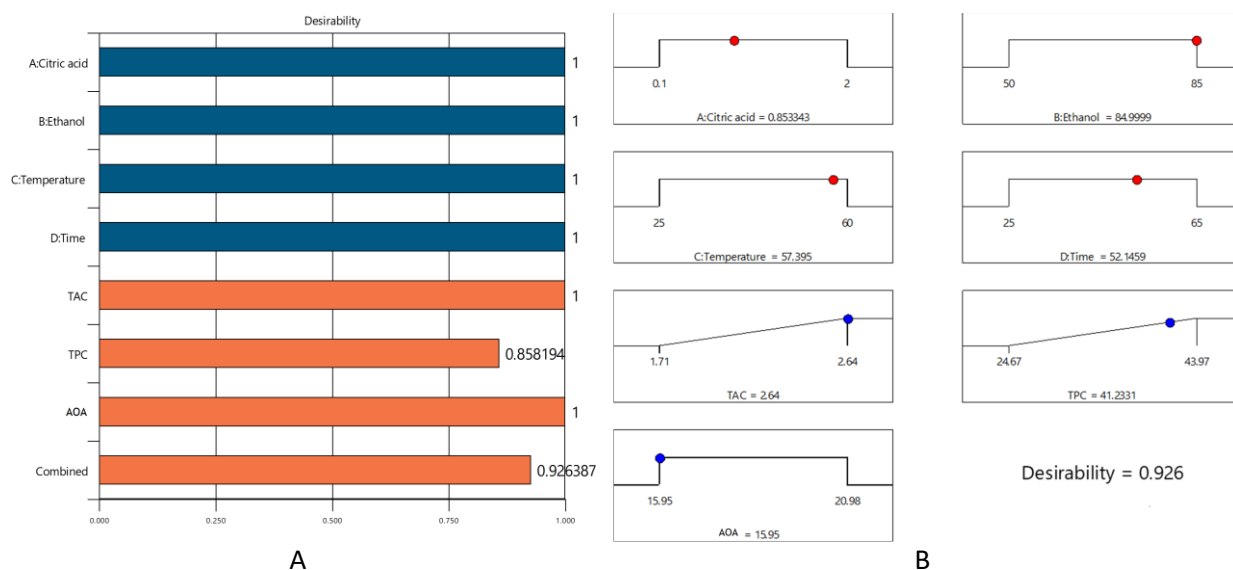 Desirability
A:Citric acid
1
B:Ethanol
1
C:Temperature
1
D:Time
1
TAC
1
TPC
0.858194
AOA
1
Combined
0.926387
0.000
0.250
0.500
0.750
1.000
A
0.1
2
A:Citric acid = 0.853343
50
85
B:Ethanol = 84.9999
25
60
C:Temperature = 57.395
25
65
D:Time = 52.1459
1.71
2.64
TAC = 2.64
24.67
43.97
TPC = 41.2331
15.95
20.98
AOA = 15.95
Desirability = 0.926
B